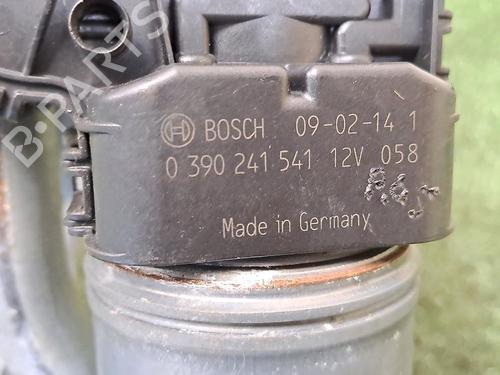 BOSCH 09-02-14 1
0 390 241 541 12V 058
Made in Germany
B-PARTS